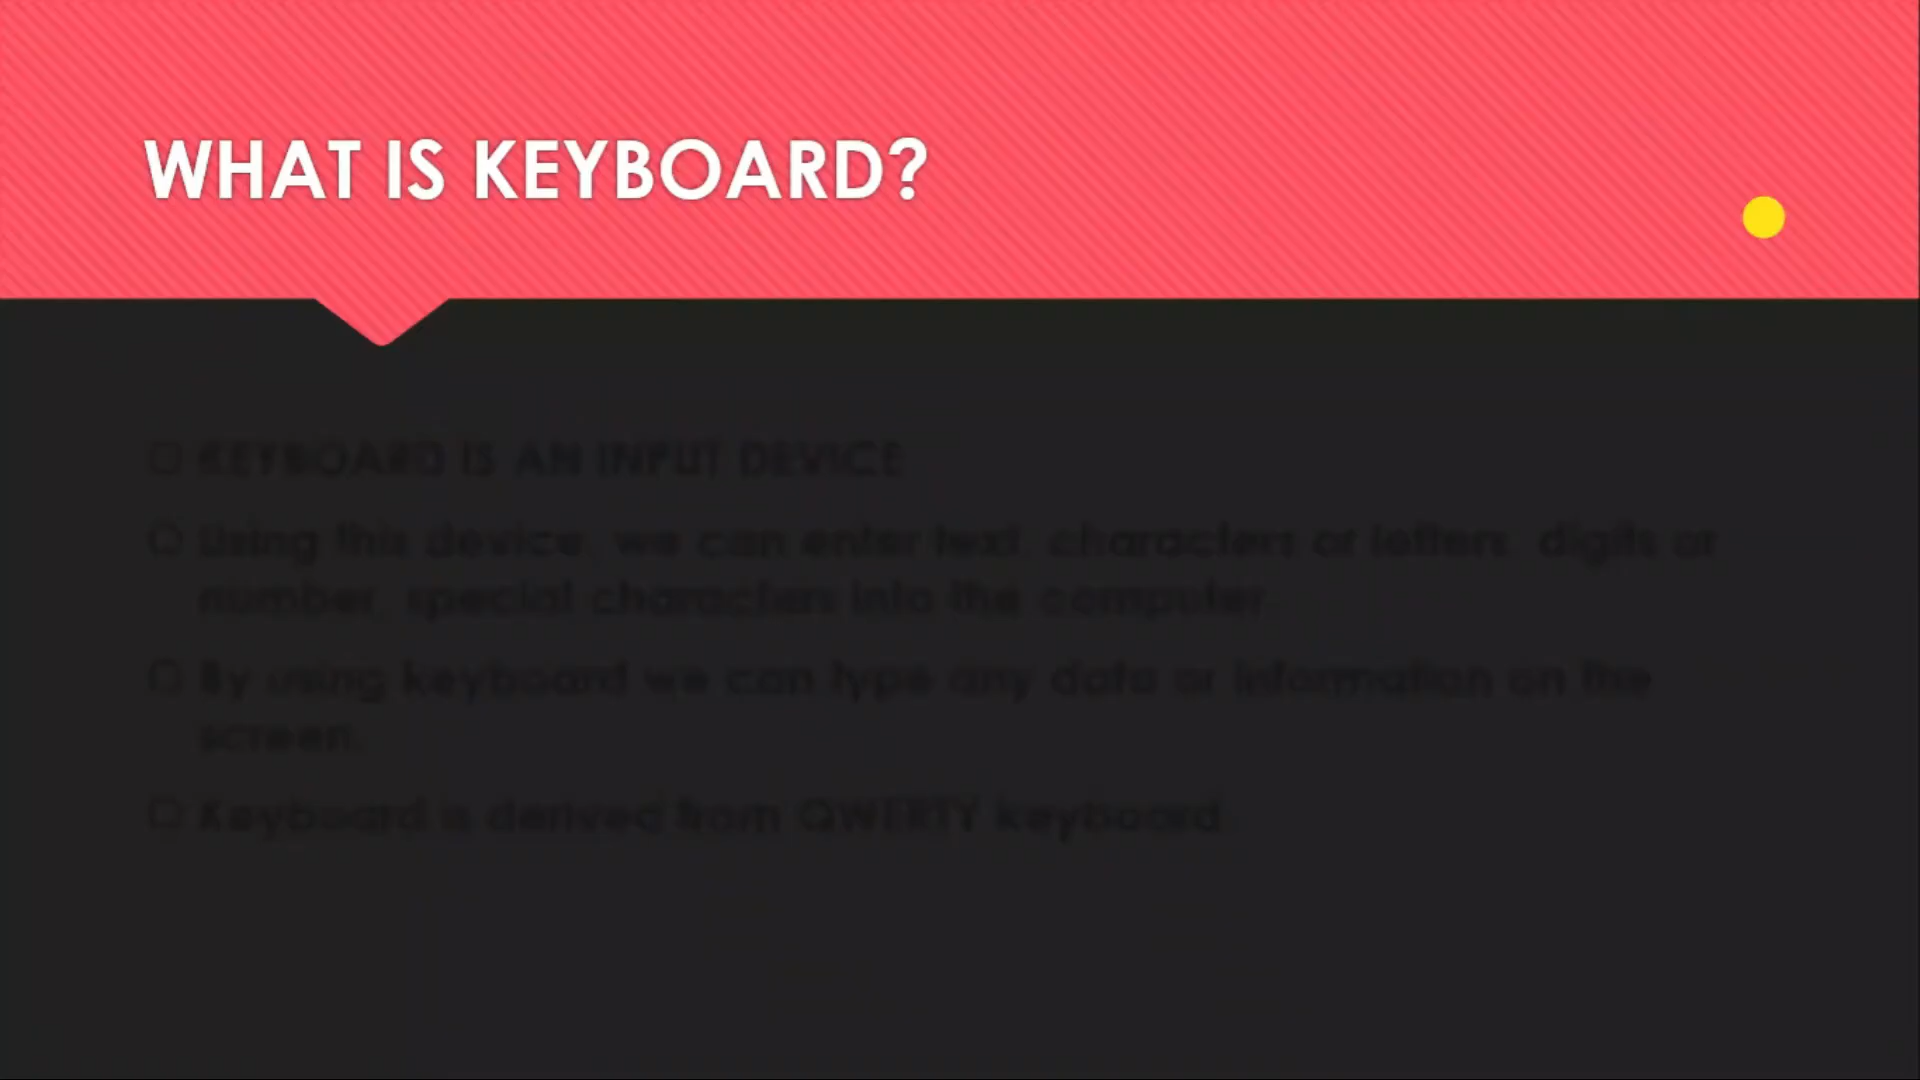 WHAT IS KEYBOARD?
KEYBOARD IS AN INPUT DEVICE
Using this device, we can enter text, characters or letters, digits or
number, special characters into the computer.
By using keyboard we can type any data or information on the
screen.
Keyboard is derived from QWERTY keyboard